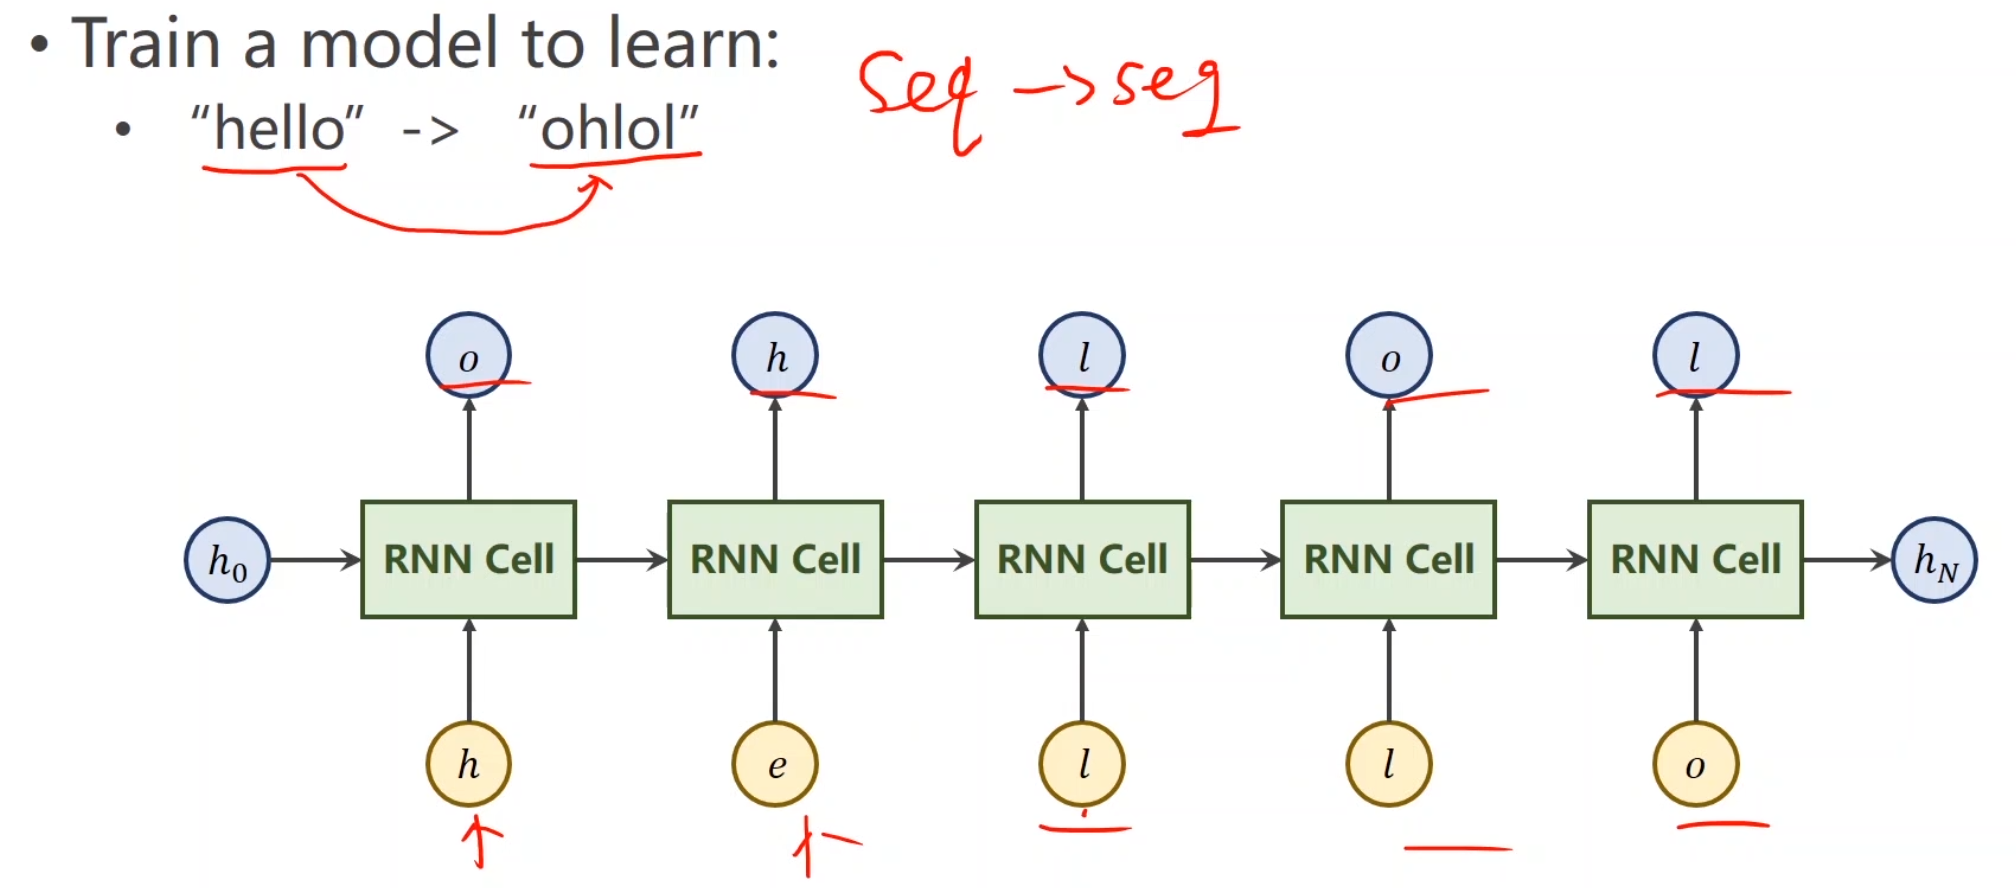 • Train a model to learn:
• “hello” -> “ohlol”
Seq -> seq
o h l o l
h₀ RNN Cell RNN Cell RNN Cell RNN Cell RNN Cell h_N
h e l l o